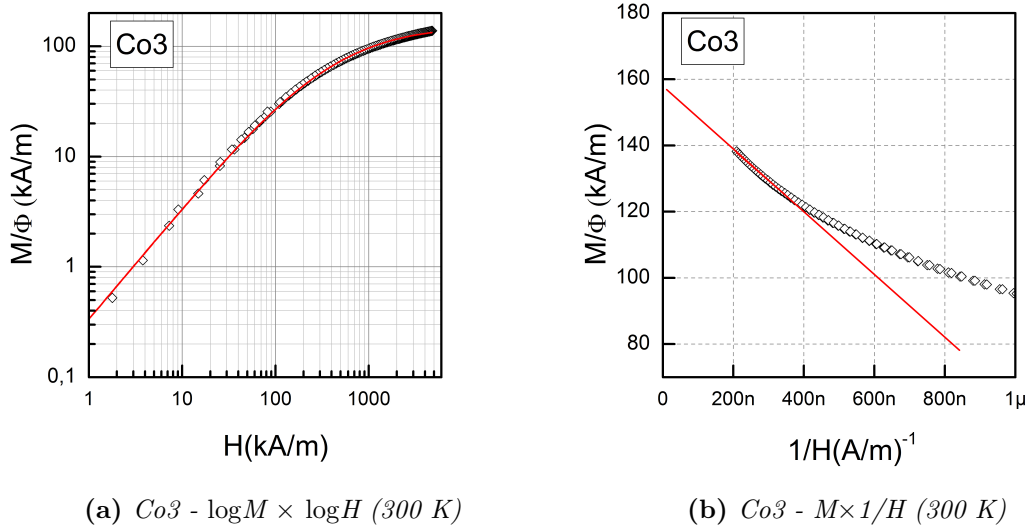 Co3
100
10
1
0,1
M/Φ (kA/m)
1
10
100
1000
H(kA/m)
(a) Co3 - logM × logH (300 K)
Co3
180
160
140
120
100
80
M/Φ (kA/m)
0
200n
400n
600n
800n
1µ
1/H(A/m)⁻¹
(b) Co3 - M×1/H (300 K)